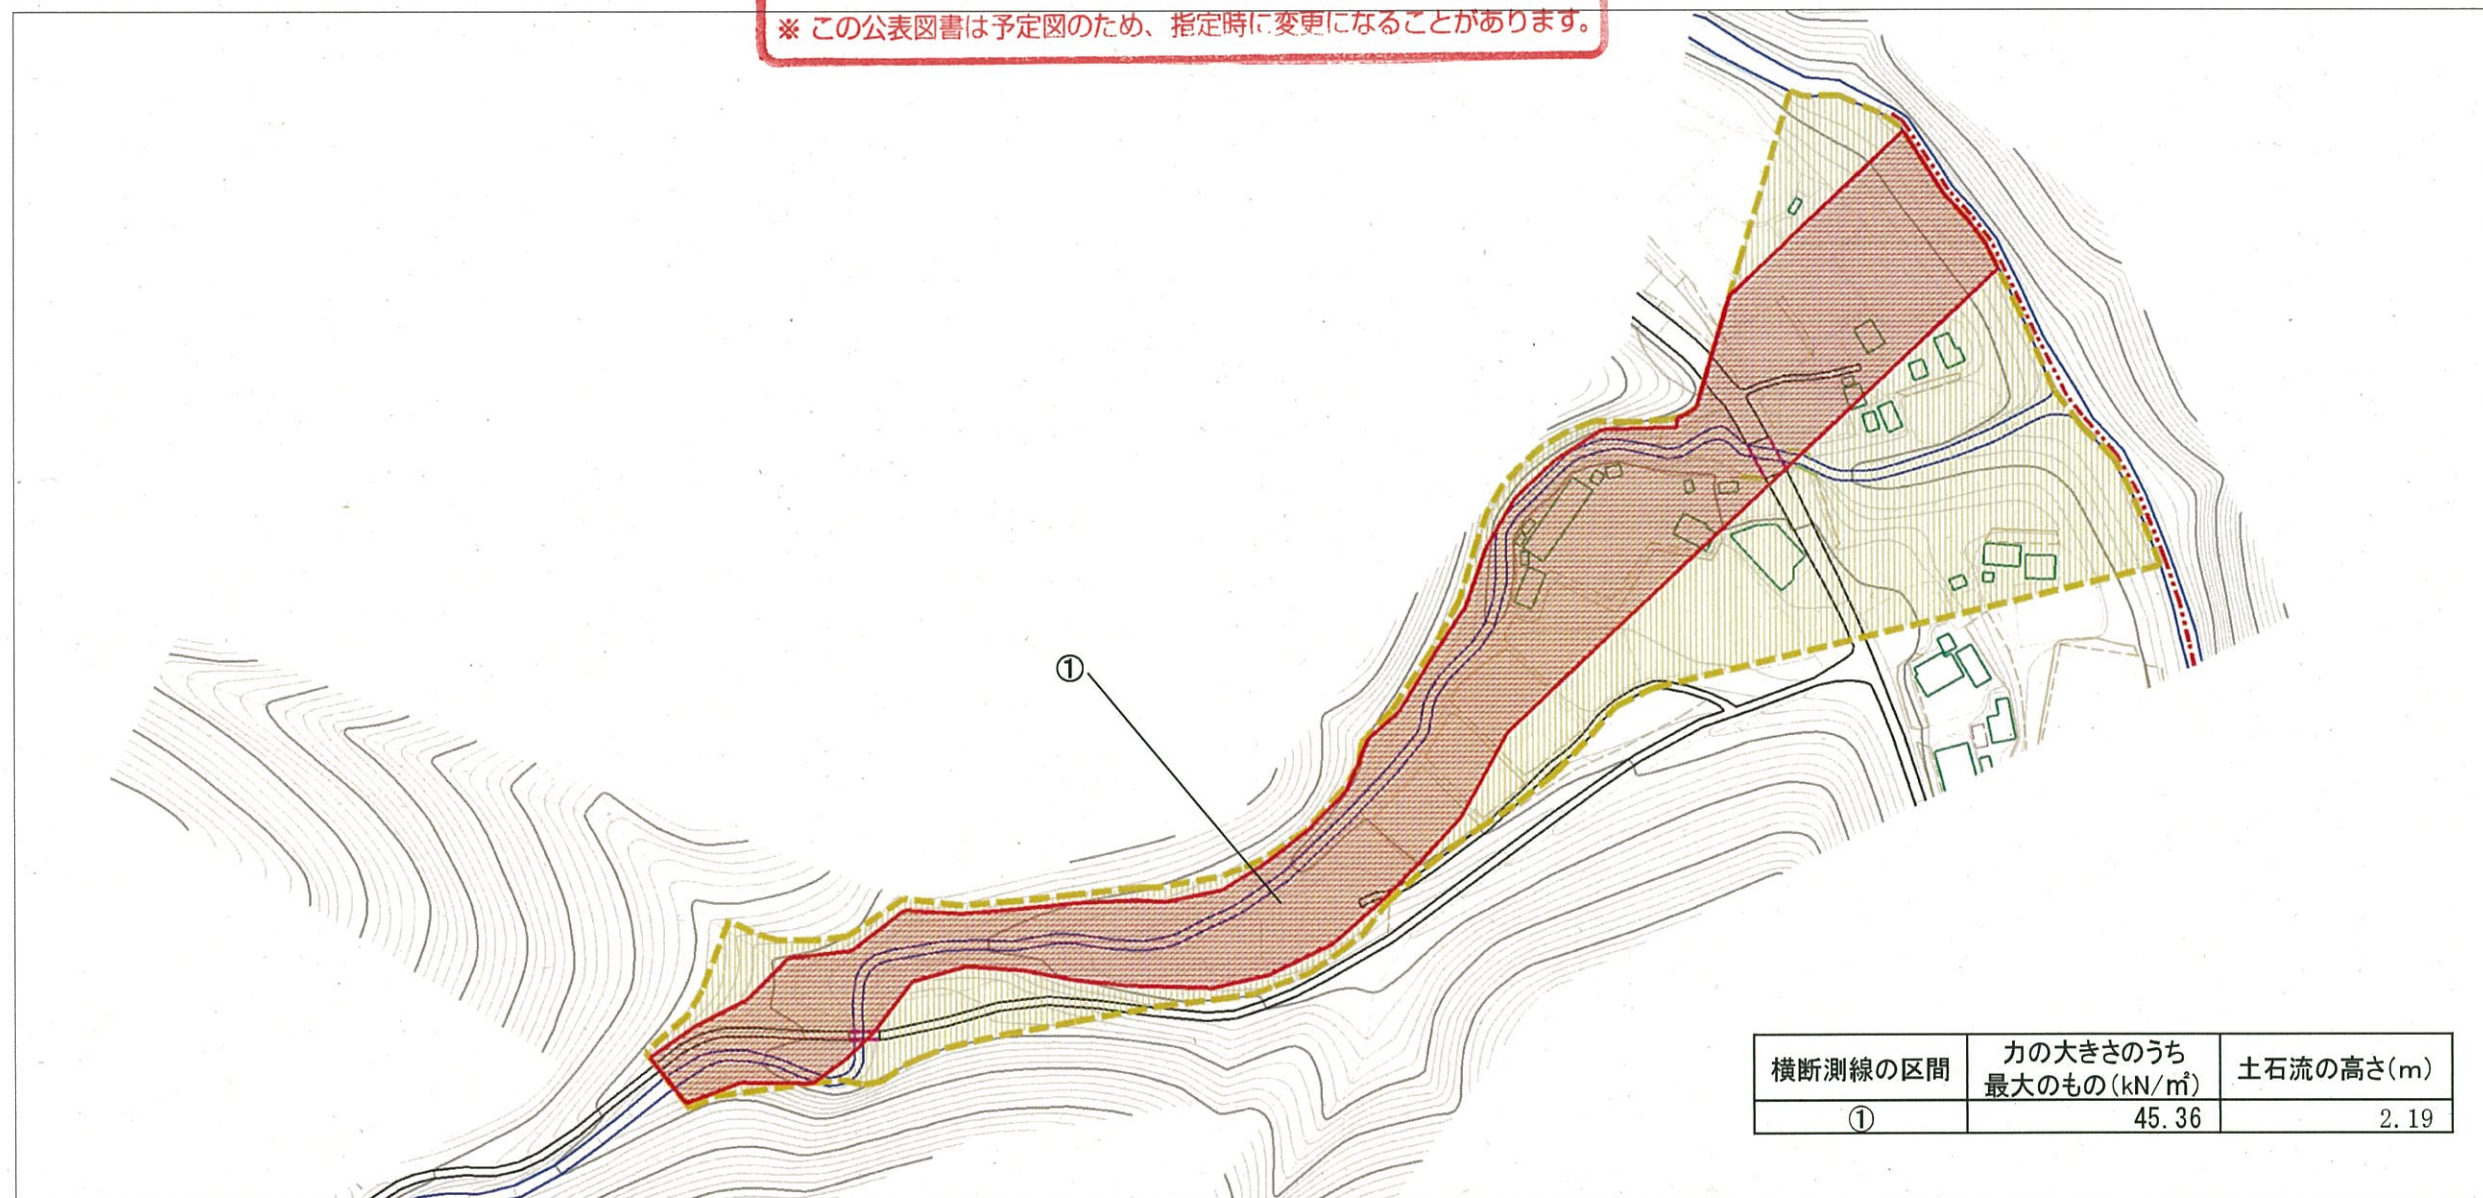 ※ この公表図書は予定図のため、指定時に変更になることがあります。
①
横断測線の区間
力の大きさのうち
最大のもの(kN/㎡)
土石流の高さ(m)
①
45.36
2.19